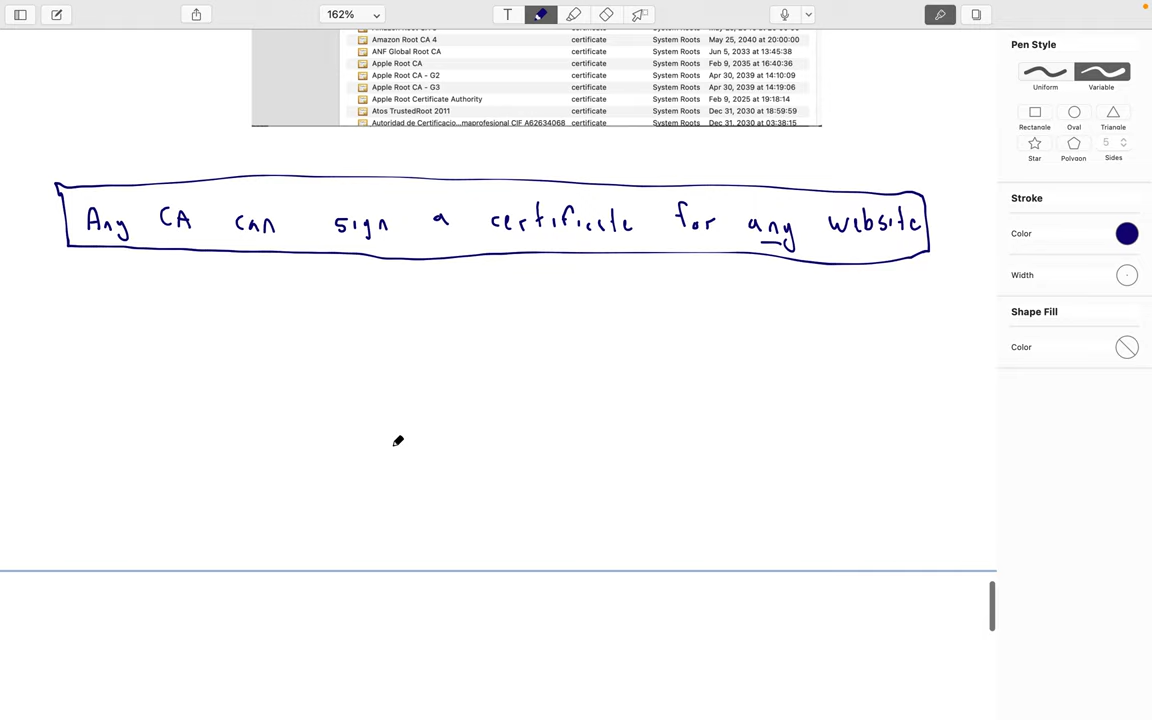 162%
T
Amazon Root CA 4 certificate System Roots May 25, 2040 at 20:00:00
ANF Global Root CA certificate System Roots Jun 5, 2033 at 13:45:38
Apple Root CA certificate System Roots Feb 9, 2035 at 16:40:36
Apple Root CA - G2 certificate System Roots Apr 30, 2039 at 14:10:09
Apple Root CA - G3 certificate System Roots Apr 30, 2039 at 14:19:06
Apple Root Certificate Authority certificate System Roots Feb 9, 2025 at 19:18:14
Atos TrustedRoot 2011 certificate System Roots Dec 31, 2030 at 18:59:59
Autoridad de Certificacio...maprofesional CIF A62634068 certificate System Roots Dec 31, 2030 at 03:38:15
Any CA can sign a certificate for any website
Pen Style
Uniform Variable
Rectangle Oval Triangle
5
Star Polygon Sides
Stroke
Color
Width
Shape Fill
Color